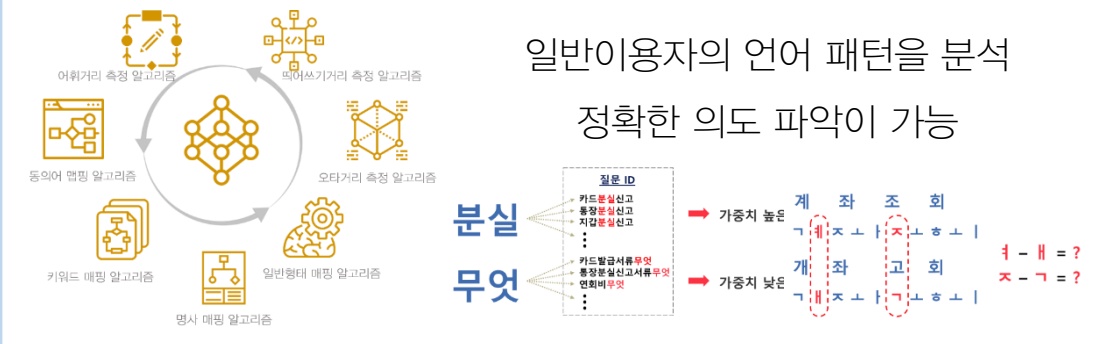 일반이용자의 언어 패턴을 분석
정확한 의도 파악이 가능
어휘거리 측정 알고리즘
띄어쓰기거리 측정 알고리즘
</>
동의어 맵핑 알고리즘
오타거리 측정 알고리즘
키워드 매핑 알고리즘
일반형태 매핑 알고리즘
명사 매핑 알고리즘
질문 ID
분실
카드분실신고
통장분실신고
지갑분실신고
가중치 높은
무엇
카드발급서류무엇
통장분실신고서류무엇
연회비무엇
가중치 낮은
계 좌 조 회
ㄱ ㅖ ㅈ ㅗ ㅏ ㅈ ㅗ ㅎ ㅗ ㅣ
개 좌 고 회
ㄱ ㅐ ㅈ ㅗ ㅏ ㄱ ㅗ ㅎ ㅗ ㅣ
ㅕ - ㅐ = ?
ㅈ - ㄱ = ?